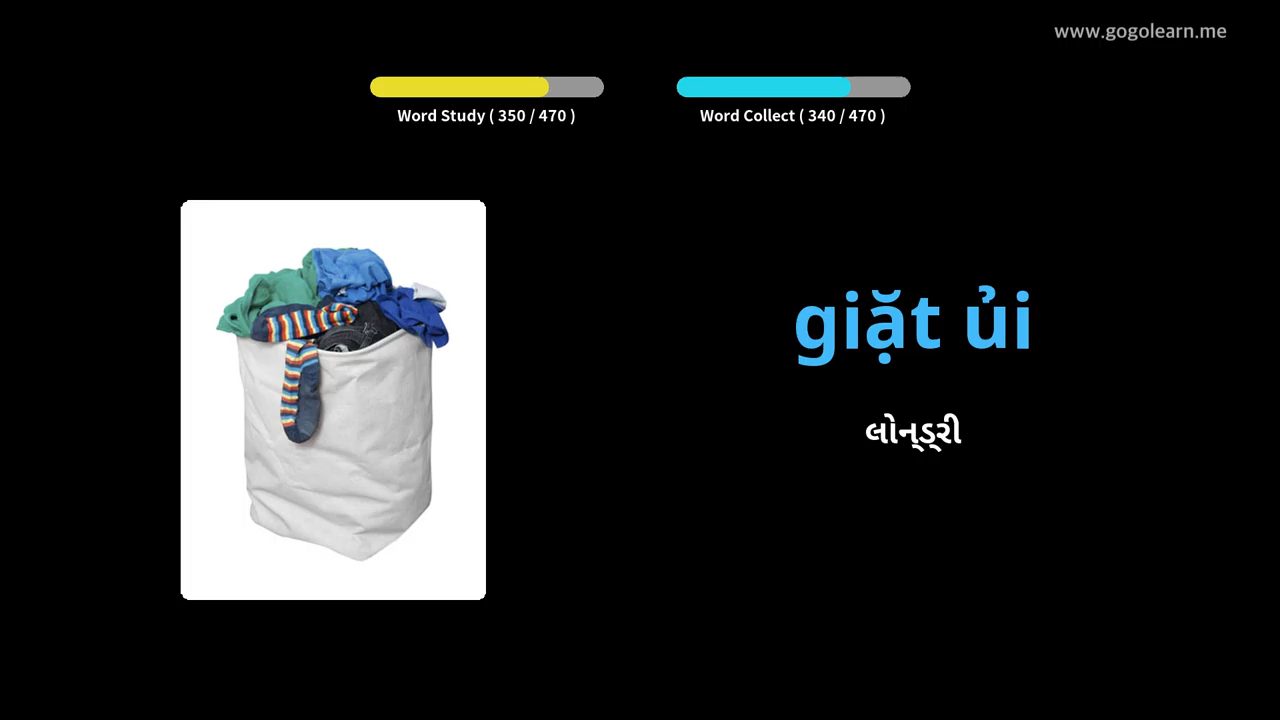 www.gogolearn.me
Word Study ( 350 / 470 )
Word Collect ( 340 / 470 )
giặt ủi
લોન્ડ્રી